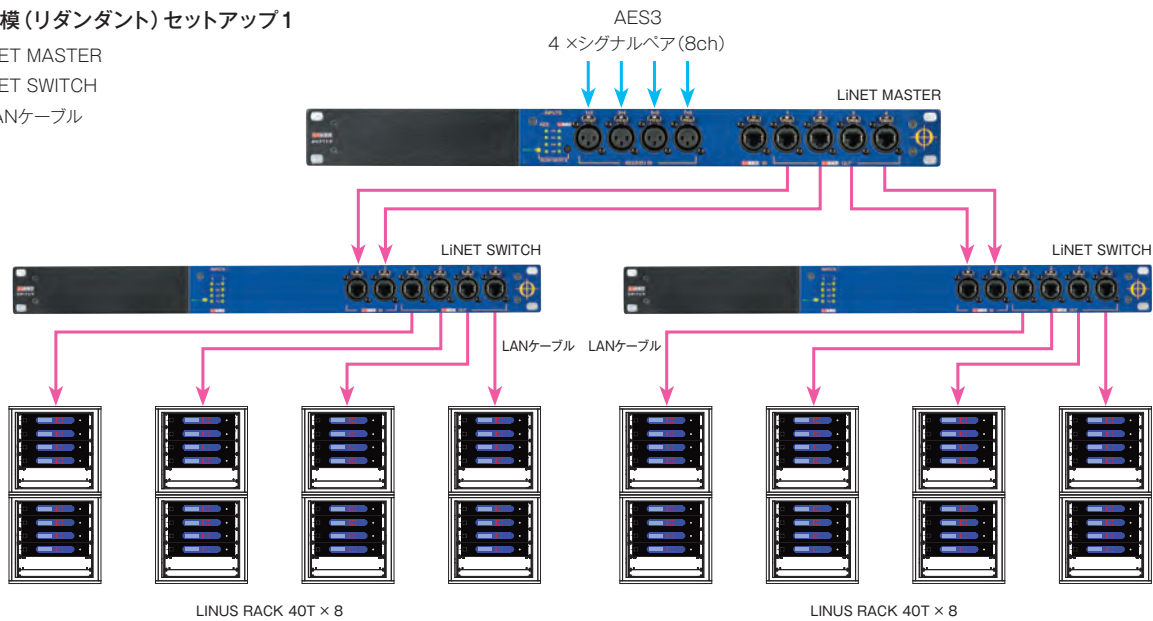 模(リダンダント)セットアップ1
ET MASTER
ET SWITCH
ANケーブル
AES3
4 ×シグナルペア(8ch)
LiNET MASTER
LiNET SWITCH
LiNET SWITCH
LANケーブル
LANケーブル
LINUS RACK 40T × 8
LINUS RACK 40T × 8